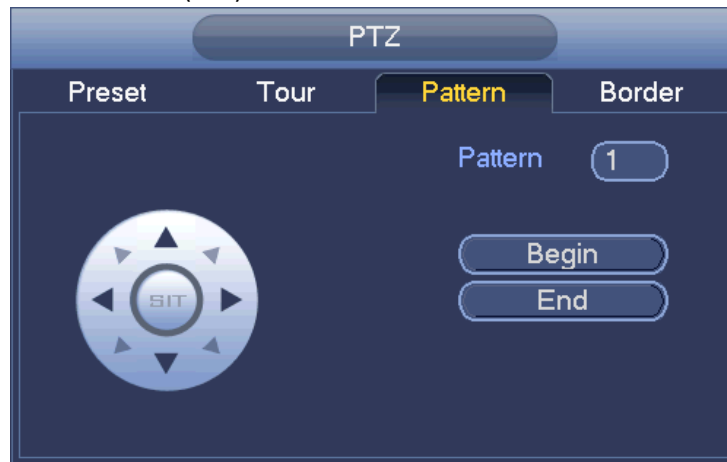 PTZ
Preset Tour Pattern Border
Pattern 1
Begin
SIT
End